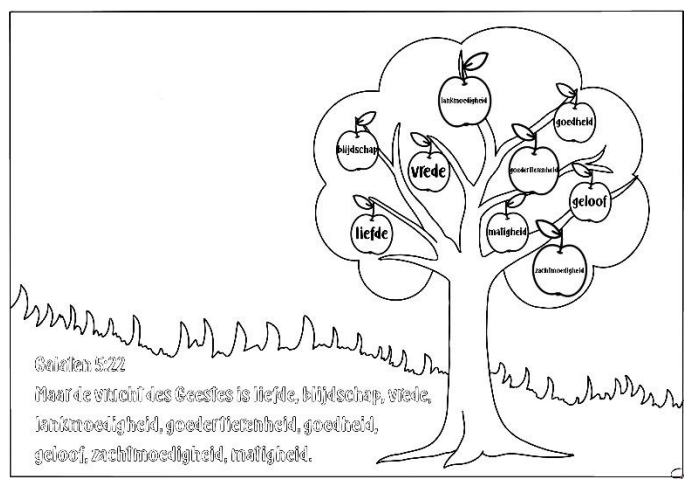 lankmoedigheid
goedheid
blijdschap
vrede
goedertierenheid
geloof
liefde
matigheid
zachtmoedigheid
Galaten 5:22
Maar de vrucht des Geestes is liefde, blijdschap, vrede,
lankmoedigheid, goedertierenheid, goedheid,
geloof, zachtmoedigheid, matigheid.